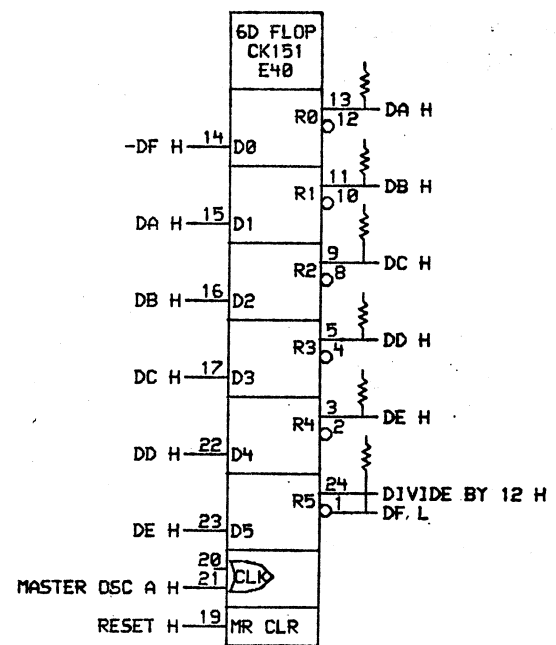 6D FLOP
CK151
E40
R0 13 DA H
12
-DF H 14 D0
R1 11 DB H
10
DA H 15 D1
R2 9 DC H
8
DB H 16 D2
R3 5 DD H
4
DC H 17 D3
R4 3 DE H
2
DD H 22 D4
R5 24 DIVIDE BY 12 H
1 DF L
DE H 23 D5
20
MASTER OSC A H 21 CLK
RESET H 19 MR CLR